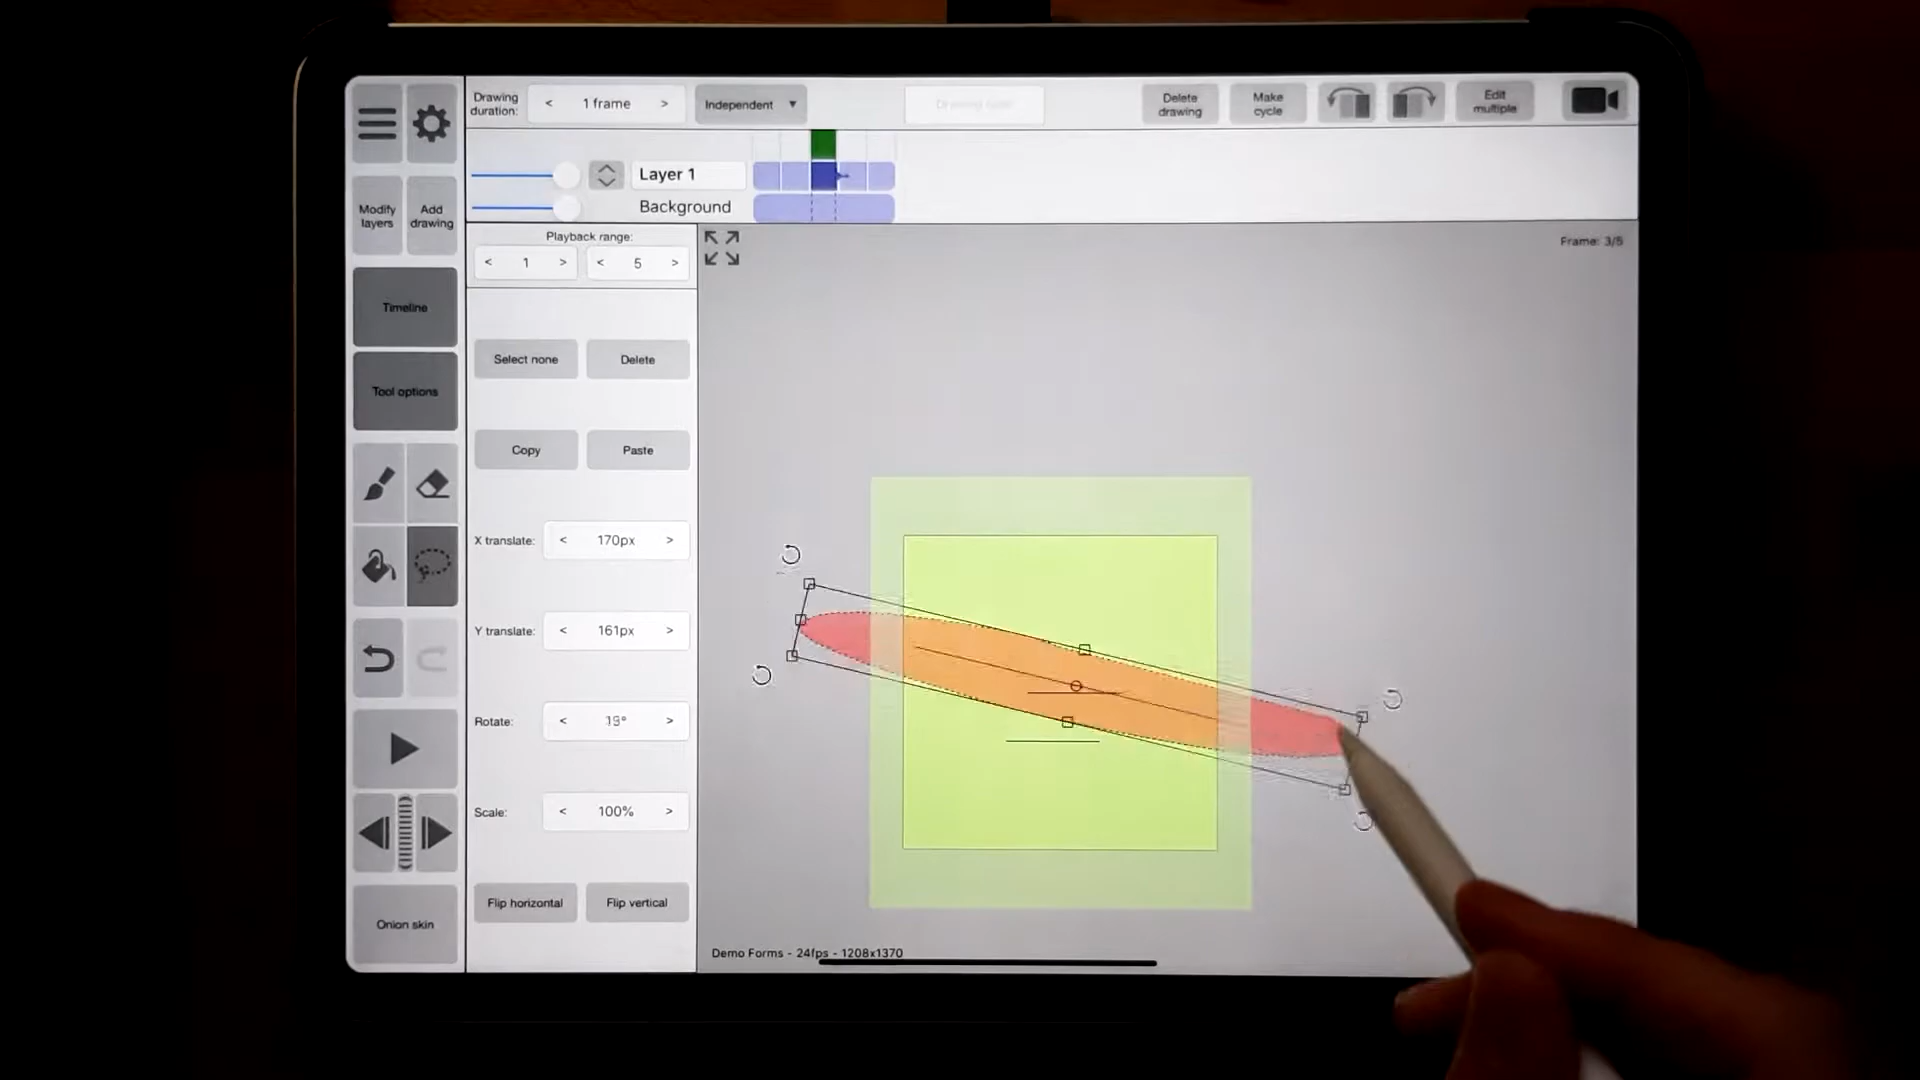 Drawing
duration:
< 1 frame >
Independent
Delete
drawing
Make
cycle
Edit
multiple
Layer 1
Background
Modify
layers
Add
drawing
Playback range:
< 1 >
< 5 >
Frame: 3/5
Timeline
Tool options
Select none
Delete
Copy
Paste
X translate:
< 170px >
Y translate:
< 161px >
Rotate:
<  >
Scale:
< 100% >
Flip horizontal
Flip vertical
Onion skin
Demo Forms - 24fps - 1208x1370